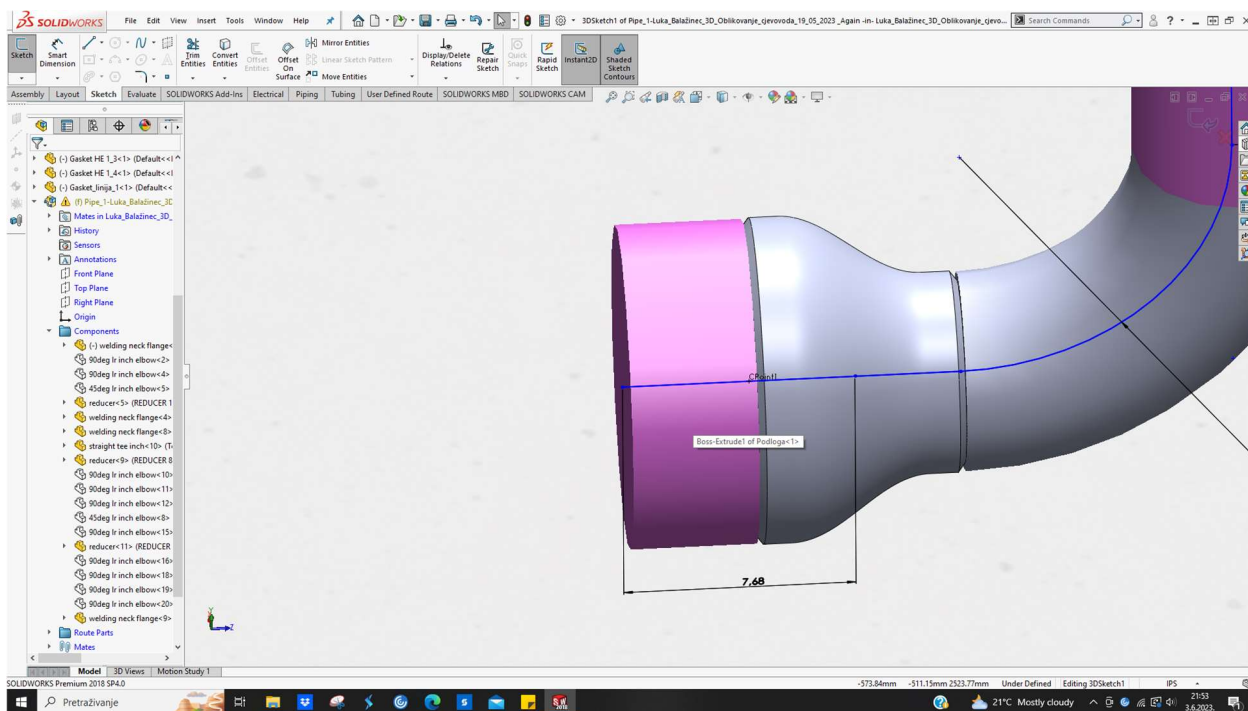 SOLIDWORKS File Edit View Insert Tools Window Help 3DSketch1 of Pipe_1-Luka_Balažinec_3D_Oblikovanje_cjevovoda_19_05_2023 _Again -in- Luka_Balažinec_3D_Oblikovanje_cjevo... Search Commands
Sketch Smart Dimension Trim Entities Convert Entities Offset Entities Offset On Surface Mirror Entities Linear Sketch Pattern Move Entities Display/Delete Relations Repair Sketch Quick Snaps Rapid Sketch Instant2D Shaded Sketch Contours
Assembly Layout Sketch Evaluate SOLIDWORKS Add-Ins Electrical Piping Tubing User Defined Route SOLIDWORKS MBD SOLIDWORKS CAM
(-) Gasket HE 1_3<1> (Default<<
(-) Gasket HE 1_4<1> (Default<<
(-) Gasket_linija_1<1> (Default<<
(f) Pipe_1-Luka_Balažinec_3D
Mates in Luka_Balažinec_3D_
History
Sensors
Annotations
Front Plane
Top Plane
Right Plane
Origin
Components
(-) welding neck flange<
90deg lr inch elbow<2>
90deg lr inch elbow<4>
45deg lr inch elbow<5>
reducer<5> (REDUCER 1
welding neck flange<4>
welding neck flange<8>
straight tee inch<10> (T
reducer<9> (REDUCER 8
90deg lr inch elbow<10>
90deg lr inch elbow<11>
90deg lr inch elbow<12>
45deg lr inch elbow<8>
90deg lr inch elbow<15>
reducer<11> (REDUCER
90deg lr inch elbow<16>
90deg lr inch elbow<18>
90deg lr inch elbow<19>
90deg lr inch elbow<20>
welding neck flange<9>
Route Parts
Mates
CPoint1
Boss-Extrude1 of Podloga<1>
7.68
Y
Z
Model 3D Views Motion Study 1
SOLIDWORKS Premium 2018 SP4.0 -573.84mm -511.15mm 2523.77mm Under Defined Editing 3DSketch1 IPS
Pretraživanje 21°C Mostly cloudy 21:53
3.6.2023.